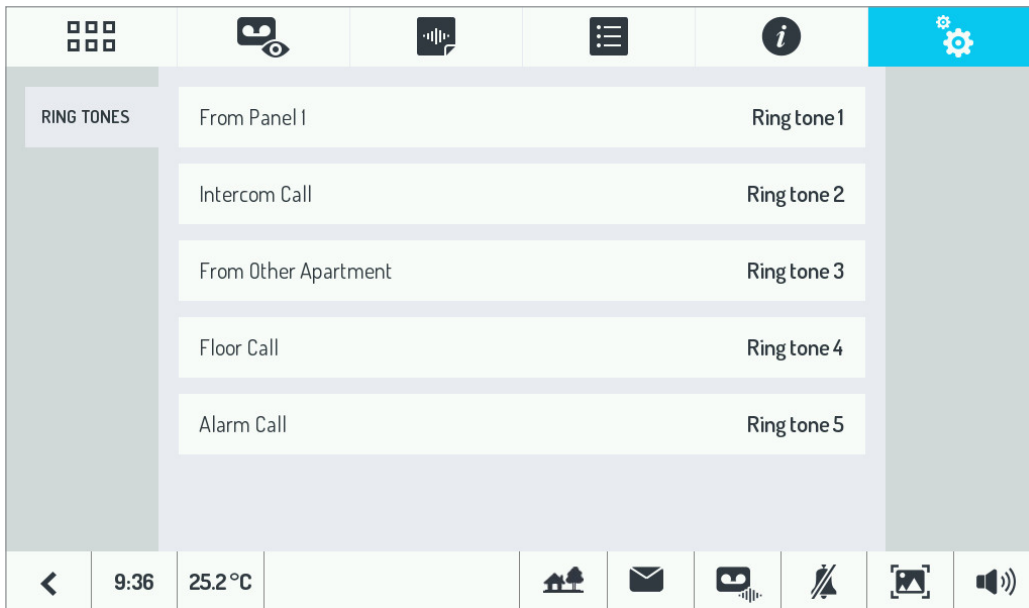 RING TONES
From Panel 1 Ring tone 1
Intercom Call Ring tone 2
From Other Apartment Ring tone 3
Floor Call Ring tone 4
Alarm Call Ring tone 5
9:36 25.2 °C